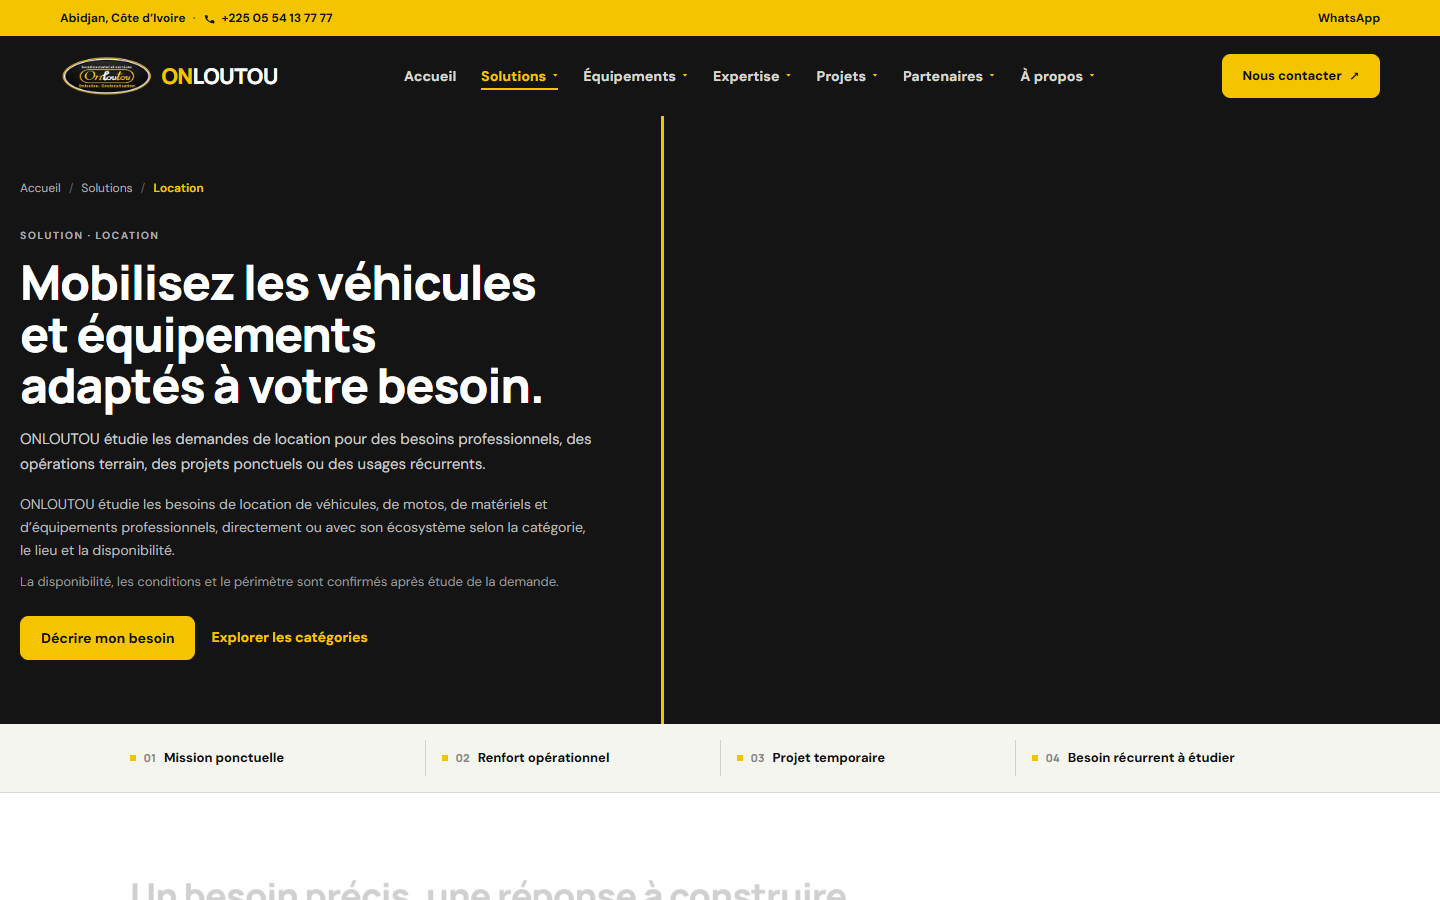 Abidjan, Côte d’Ivoire · +225 05 54 13 77 77
WhatsApp
Onloutou
ONLOUTOU
Accueil
Solutions
Équipements
Expertise
Projets
Partenaires
À propos
Nous contacter ↗
Accueil / Solutions / Location
SOLUTION · LOCATION
Mobilisez les véhicules
et équipements
adaptés à votre besoin.
ONLOUTOU étudie les demandes de location pour des besoins professionnels, des
opérations terrain, des projets ponctuels ou des usages récurrents.
ONLOUTOU étudie les besoins de location de véhicules, de motos, de matériels et
d’équipements professionnels, directement ou avec son écosystème selon la catégorie,
le lieu et la disponibilité.
La disponibilité, les conditions et le périmètre sont confirmés après étude de la demande.
Décrire mon besoin
Explorer les catégories
01 Mission ponctuelle
02 Renfort opérationnel
03 Projet temporaire
04 Besoin récurrent à étudier
Un besoin précis, une réponse à construire